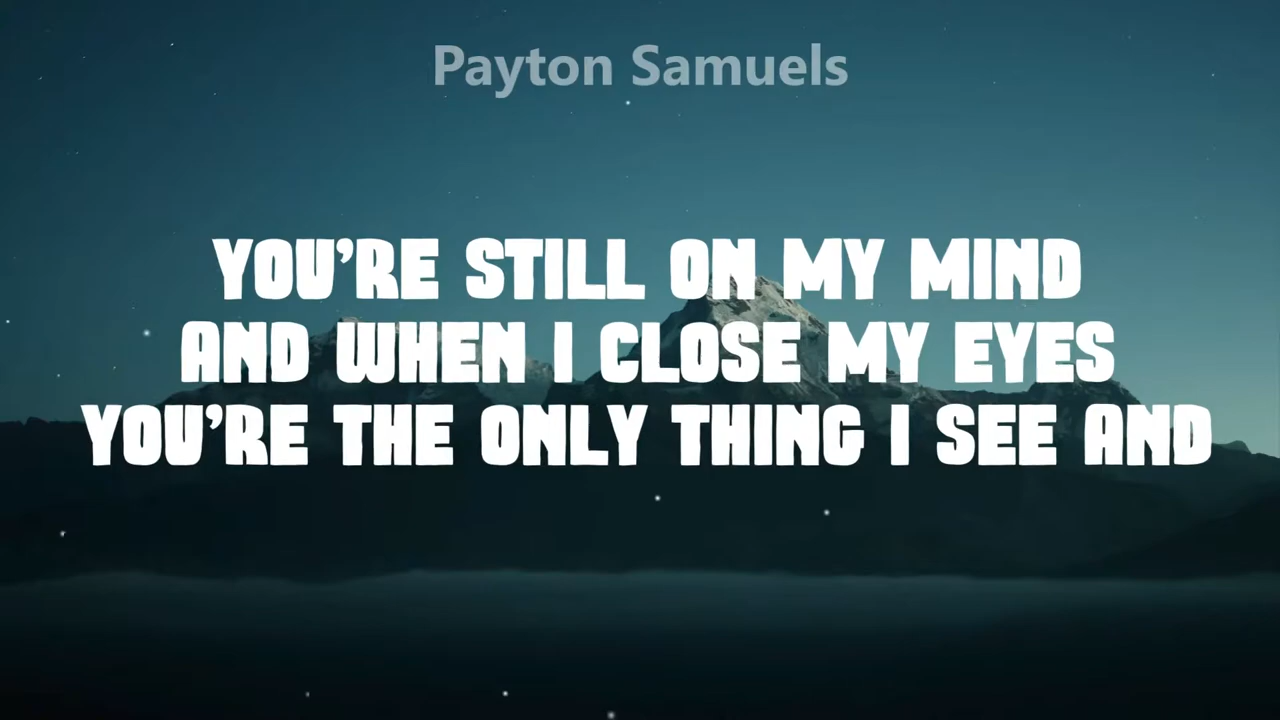 Payton Samuels
YOU'RE STILL ON MY MIND
AND WHEN I CLOSE MY EYES
YOU'RE THE ONLY THING I SEE AND